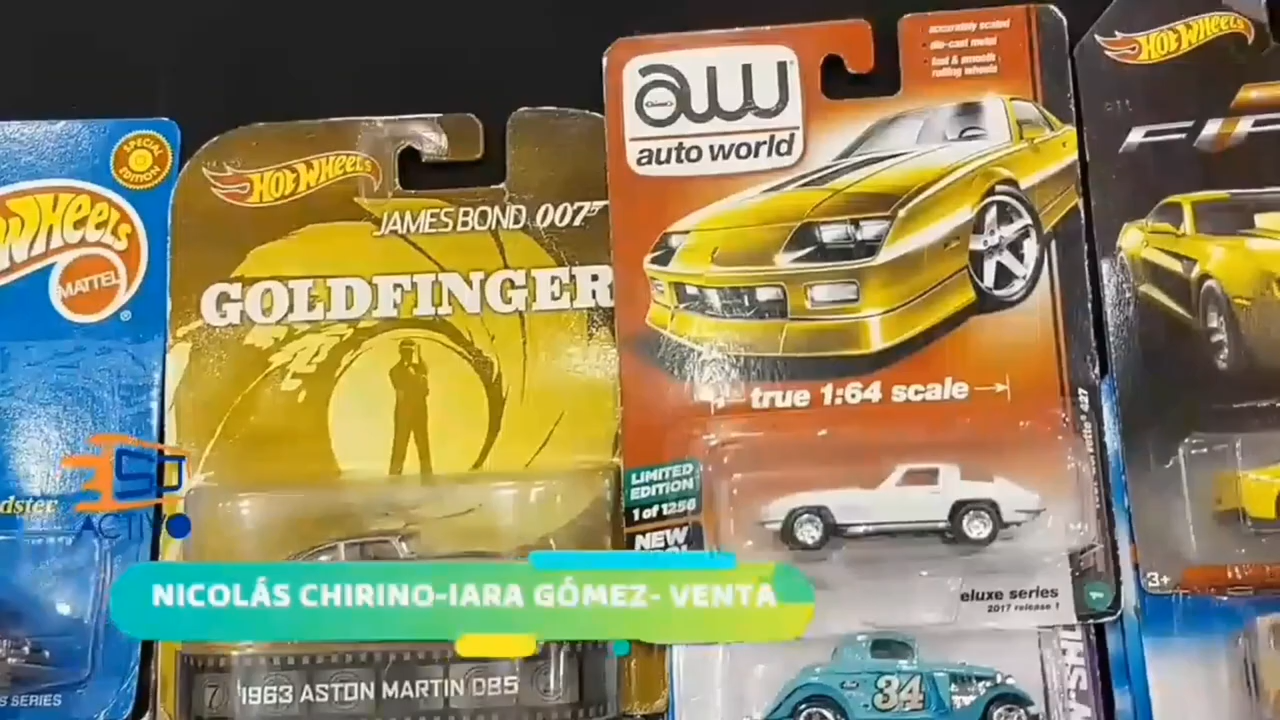 SPECIAL
EDITION
WHEELS
MATTEL
®
dster
S SERIES
HOT WHEELS
JAMES BOND 007
GOLDFINGER
1963 ASTON MARTIN DB5
aw
auto world
accurately scaled
die-cast metal
fast & smooth
rolling wheels
true 1:64 scale
LIMITED
EDITION
1 of 1256
NEW
eluxe series
2017 release 1
34
HOT WHEELS
3+
SD
ACTIVO
NICOLÁS CHIRINO-IARA GÓMEZ- VENTA